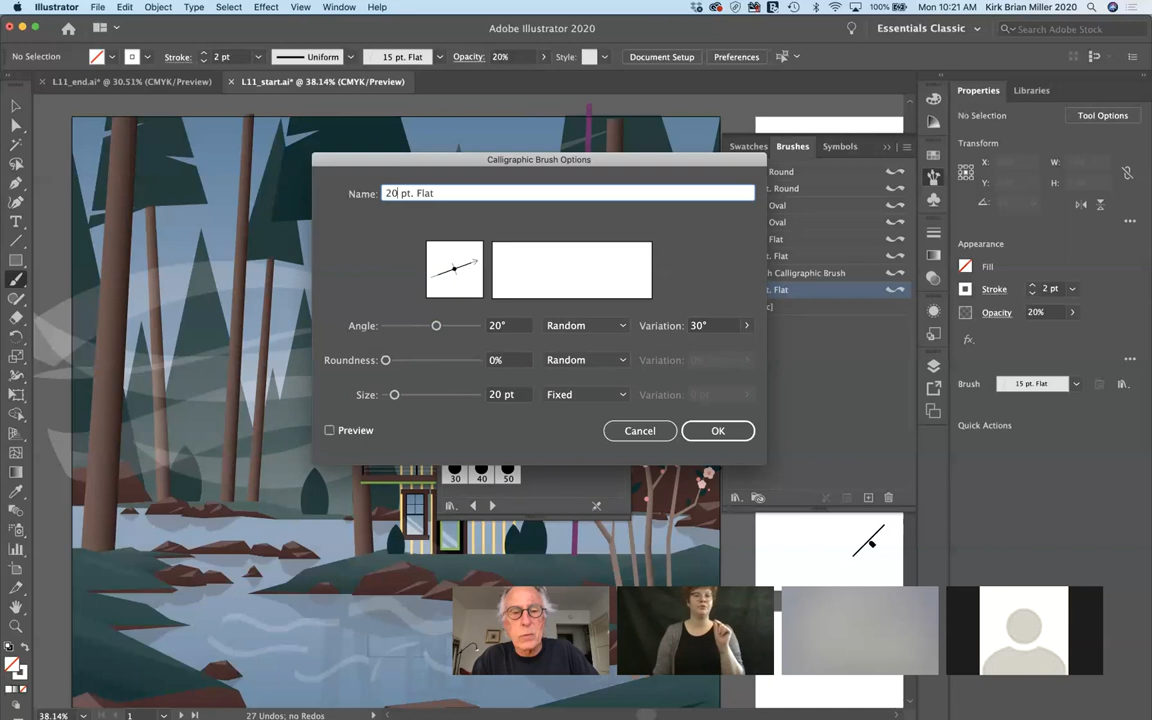 Illustrator File Edit Object Type Select Effect View Window Help 100% Mon 10:21 AM Kirk Brian Miller 2020
Adobe Illustrator 2020 Essentials Classic Search Adobe Stock
No Selection Stroke: 2 pt Uniform 15 pt. Flat Opacity: 20% Style: Document Setup Preferences
× L11_end.ai* @ 30.51% (CMYK/Preview) × L11_start.ai* @ 38.14% (CMYK/Preview)
Properties Libraries
No Selection Tool Options
Transform
X: W:
Y: H:
Appearance
Fill
Stroke 2 pt
Opacity 20%
fx.
Brush 15 pt. Flat
Quick Actions
Swatches Brushes Symbols
Round
t. Round
Oval
Oval
Flat
t. Flat
h Calligraphic Brush
t. Flat
c]
Calligraphic Brush Options
Name: 20 pt. Flat
Angle: 20° Random Variation: 30°
Roundness: 0% Random Variation: 0%
Size: 20 pt Fixed Variation: 0 pt
Preview Cancel OK
30 40 50
38.14% 1 27 Undos; no Redos